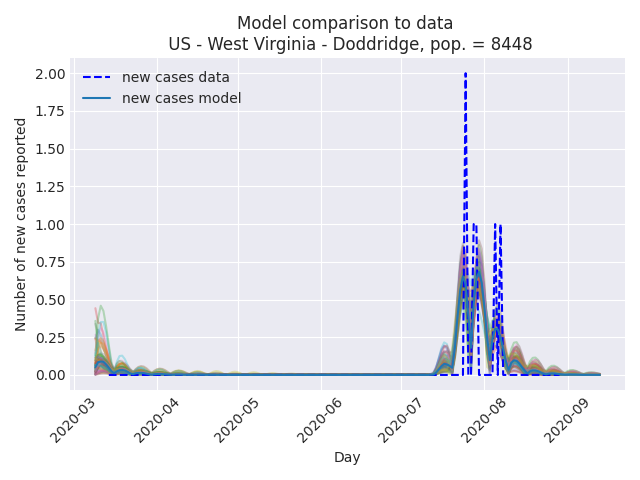 Model comparison to data
US - West Virginia - Doddridge, pop. = 8448
new cases data
new cases model
Number of new cases reported
2.00
1.75
1.50
1.25
1.00
0.75
0.50
0.25
0.00
2020-03
2020-04
2020-05
2020-06
2020-07
2020-08
2020-09
Day